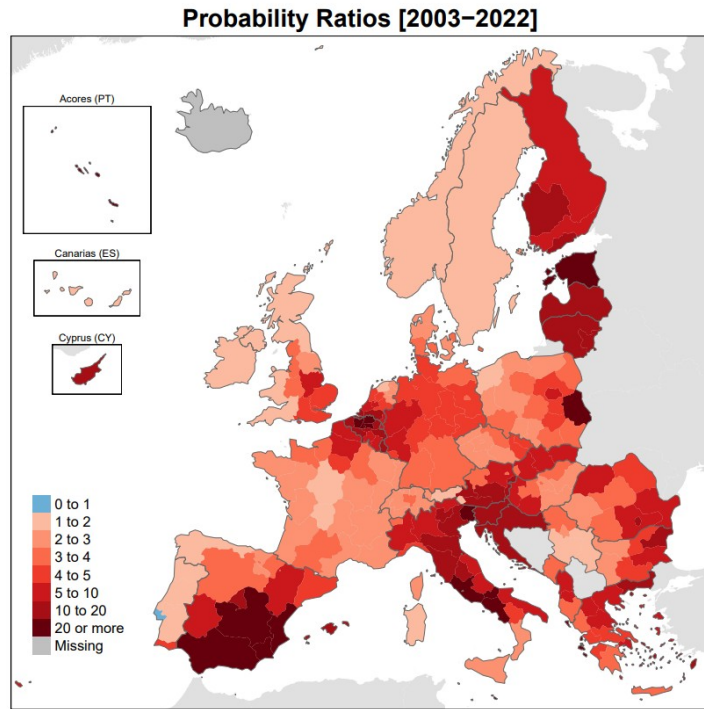 Probability Ratios [2003−2022]
Acores (PT)
Canarias (ES)
Cyprus (CY)
0 to 1
1 to 2
2 to 3
3 to 4
4 to 5
5 to 10
10 to 20
20 or more
Missing